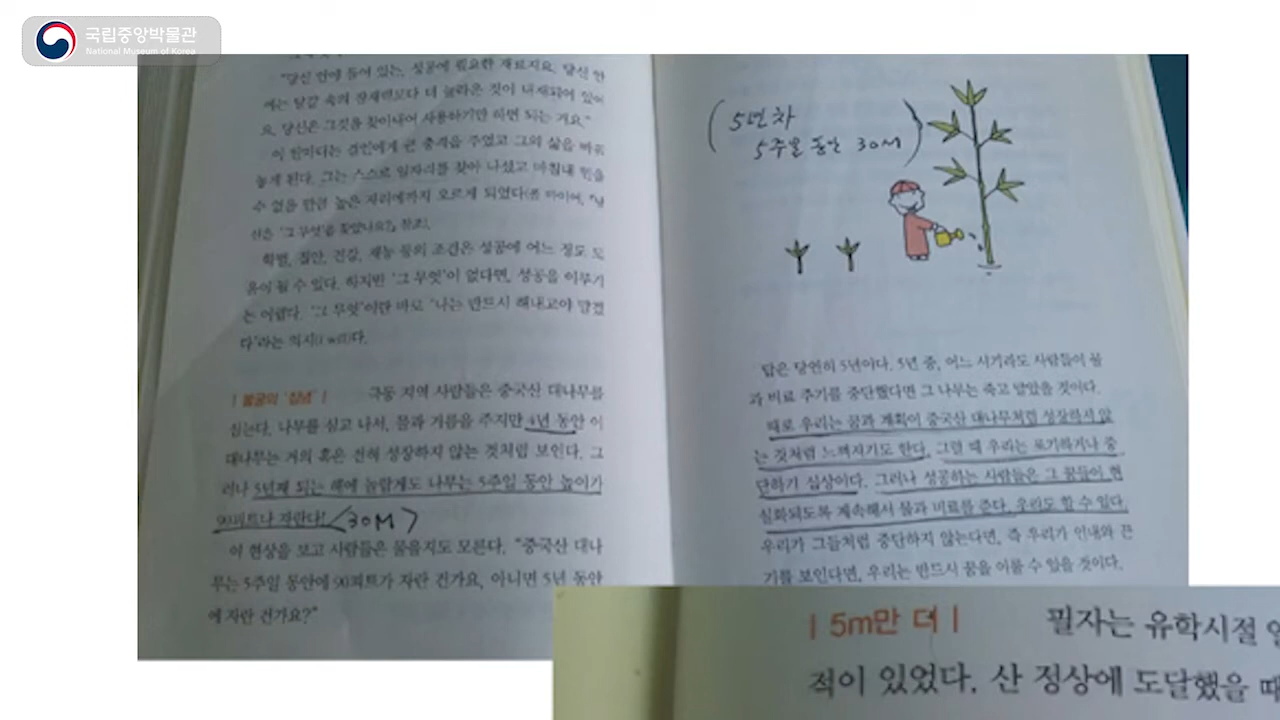 국립중앙박물관
National Museum of Korea
"당신 안에 들어 있는, 성공에 필요한 재료지요. 당신 안
에는 달걀 속의 잠재력보다 더 놀라운 것이 내재되어 있어
요. 당신은 그것을 찾아내어 사용하기만 하면 되는 거요."
이 한마디는 걸인에게 큰 충격을 주었고 그의 삶을 바꿔
놓게 된다. 그는 스스로 일자리를 찾아 나섰고 마침내 믿을
수 없을 만큼 높은 자리에까지 오르게 되었다(폴 마이어,
신은 '그 무엇'을 찾았나요?』 참조).
학벌, 집안, 건강, 재능 등의 조건은 성공에 어느 정도 도
움이 될 수 있다. 하지만 '그 무엇'이 없다면, 성공을 이루기
는 어렵다. '그 무엇'이란 바로 '나는 반드시 해내고야 말겠
다'라는 의지(I will)다.
| 불굴의 '집념' | 극동 지역 사람들은 중국산 대나무를
심는다. 나무를 심고 나서, 물과 거름을 주지만 4년 동안 이
대나무는 거의 혹은 전혀 성장하지 않는 것처럼 보인다. 그
러나 5년째 되는 해에 놀랍게도 나무는 5주일 동안 높이가
90피트나 자란다! <30M>
이 현상을 보고 사람들은 물을지도 모른다. "중국산 대나
무는 5주일 동안에 90피트가 자란 건가요, 아니면 5년 동안
에 자란 건가요?"
(5년차
5주일 동안 30M)
답은 당연히 5년이다. 5년 중, 어느 시기라도 사람들이 물
과 비료 주기를 중단했다면 그 나무는 죽고 말았을 것이다.
때로 우리는 꿈과 계획이 중국산 대나무처럼 성장하지 않
는 것처럼 느껴지기도 한다. 그럴 때 우리는 포기하거나 중
단하기 십상이다. 그러나 성공하는 사람들은 그 꿈들이 현
실화되도록 계속해서 물과 비료를 준다. 우리도 할 수 있다.
우리가 그들처럼 중단하지 않는다면, 즉 우리가 인내와 끈
기를 보인다면, 우리는 반드시 꿈을 이룰 수 있을 것이다.
| 5m만 더 | 필자는 유학시절
적이 있었다. 산 정상에 도달했을 때